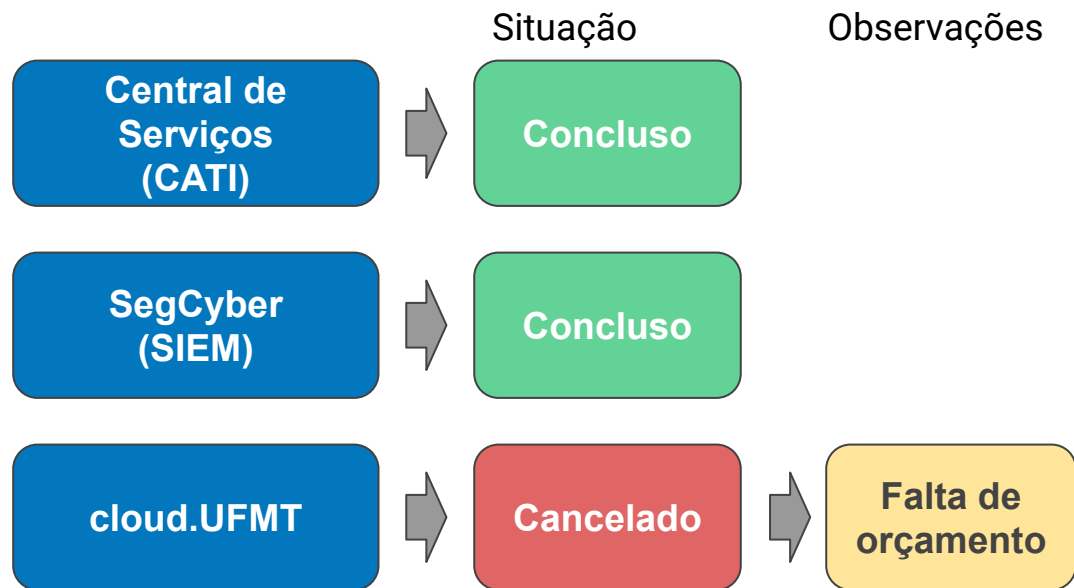 Situação
Observações
Central de
Serviços
(CATI)
Concluso
SegCyber
(SIEM)
Concluso
cloud.UFMT
Cancelado
Falta de
orçamento